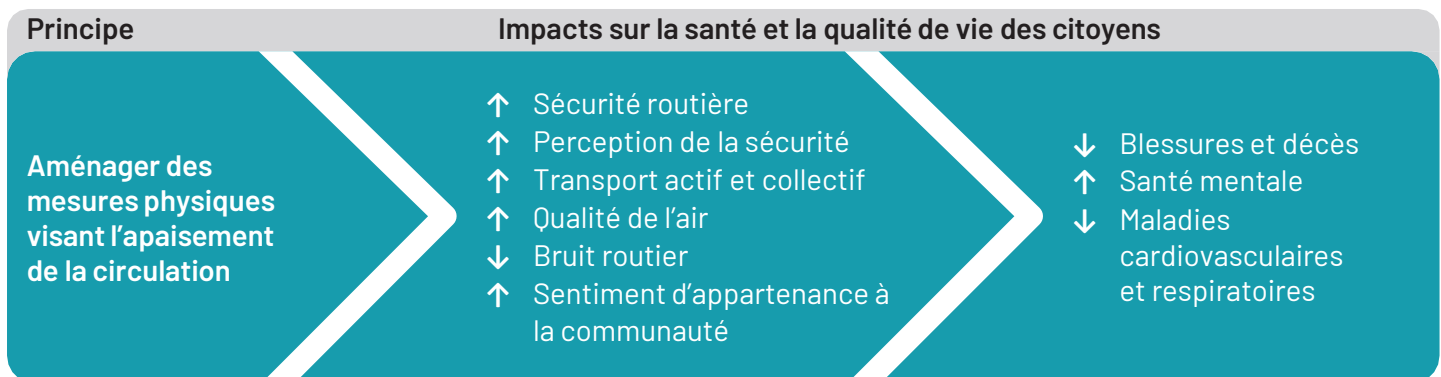 Principe
Impacts sur la santé et la qualité de vie des citoyens
Aménager des
mesures physiques
visant l’apaisement
de la circulation
↑ Sécurité routière
↑ Perception de la sécurité
↑ Transport actif et collectif
↑ Qualité de l’air
↓ Bruit routier
↑ Sentiment d’appartenance à
la communauté
↓ Blessures et décès
↑ Santé mentale
↓ Maladies
cardiovasculaires
et respiratoires